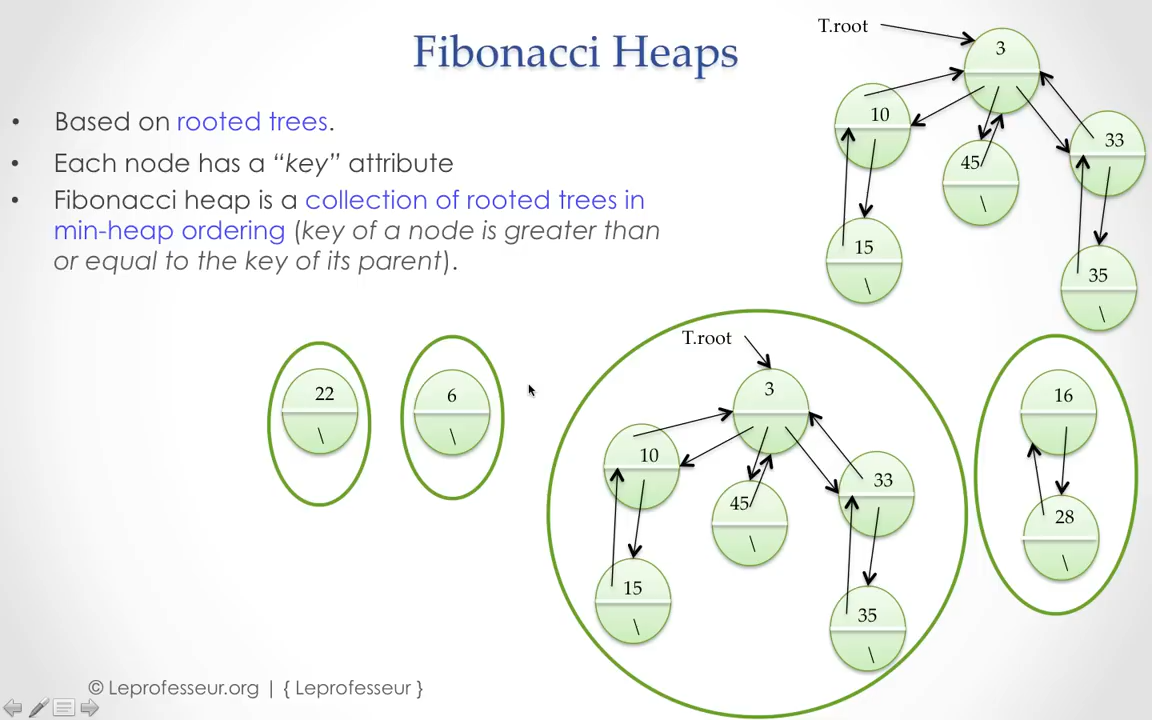 Fibonacci Heaps
• Based on rooted trees.
• Each node has a “key” attribute
• Fibonacci heap is a collection of rooted trees in
min-heap ordering (key of a node is greater than
or equal to the key of its parent).
T.root
3
10
33
45
\
15
\
35
\
22
\
6
\
T.root
3
10
33
45
\
15
\
35
\
16
28
\
© Leprofesseur.org | { Leprofesseur }